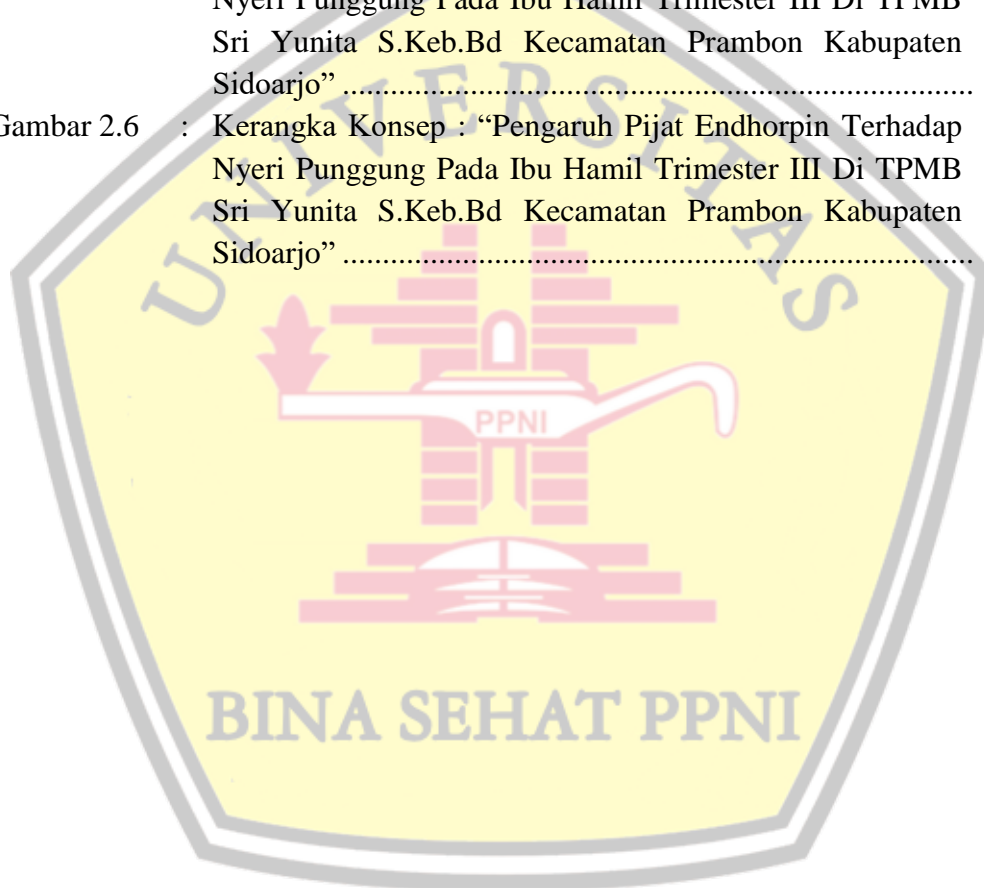 Nyeri Punggung Pada Ibu Hamil Trimester III Di TPMB
Sri Yunita S.Keb.Bd Kecamatan Prambon Kabupaten
Sidoarjo” ................................................................................
Gambar 2.6 : Kerangka Konsep : “Pengaruh Pijat Endhorpin Terhadap
Nyeri Punggung Pada Ibu Hamil Trimester III Di TPMB
Sri Yunita S.Keb.Bd Kecamatan Prambon Kabupaten
Sidoarjo” ................................................................................
UNIVERSITAS
PPNI
BINA SEHAT PPNI